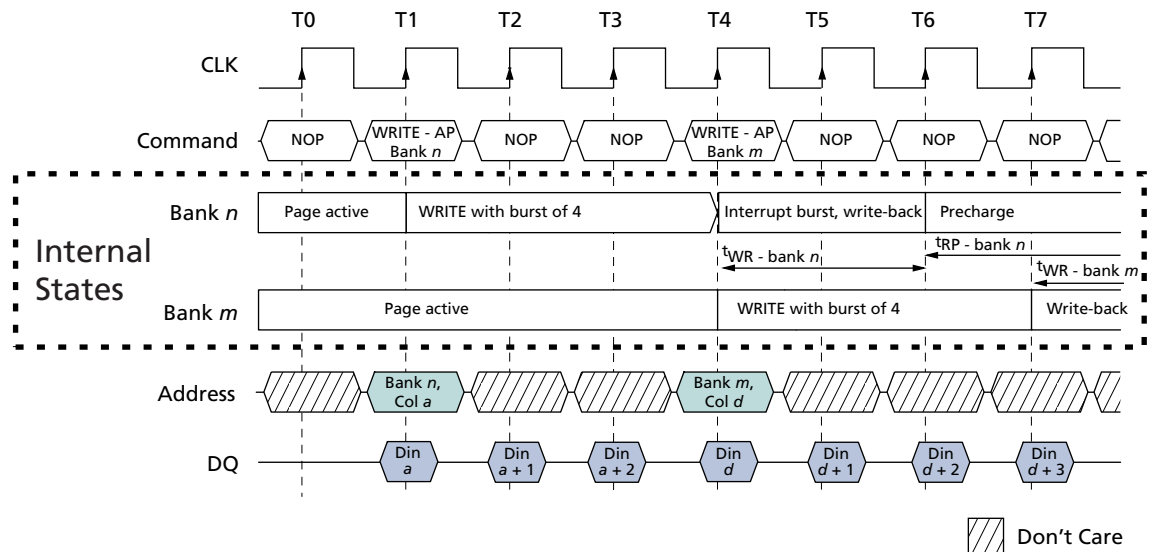 T0 T1 T2 T3 T4 T5 T6 T7
CLK
Command NOP WRITE - AP Bank n NOP NOP WRITE - AP Bank m NOP NOP NOP
Internal States
Bank n Page active WRITE with burst of 4 Interrupt burst, write-back Precharge
tWR - bank n tRP - bank n
tWR - bank m
Bank m Page active WRITE with burst of 4 Write-back
Address Bank n, Col a Bank m, Col d
DQ Din a Din a + 1 Din a + 2 Din d Din d + 1 Din d + 2 Din d + 3
Don't Care